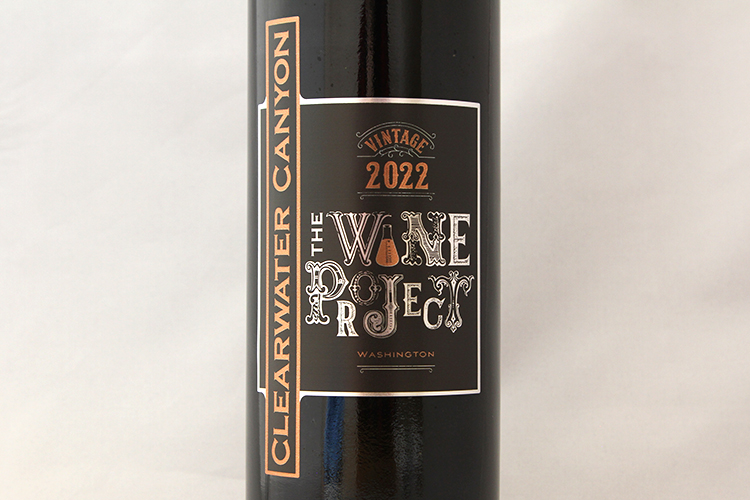 CLEARWATER CANYON
VINTAGE
2022
THE WINE
PROJECT
WASHINGTON